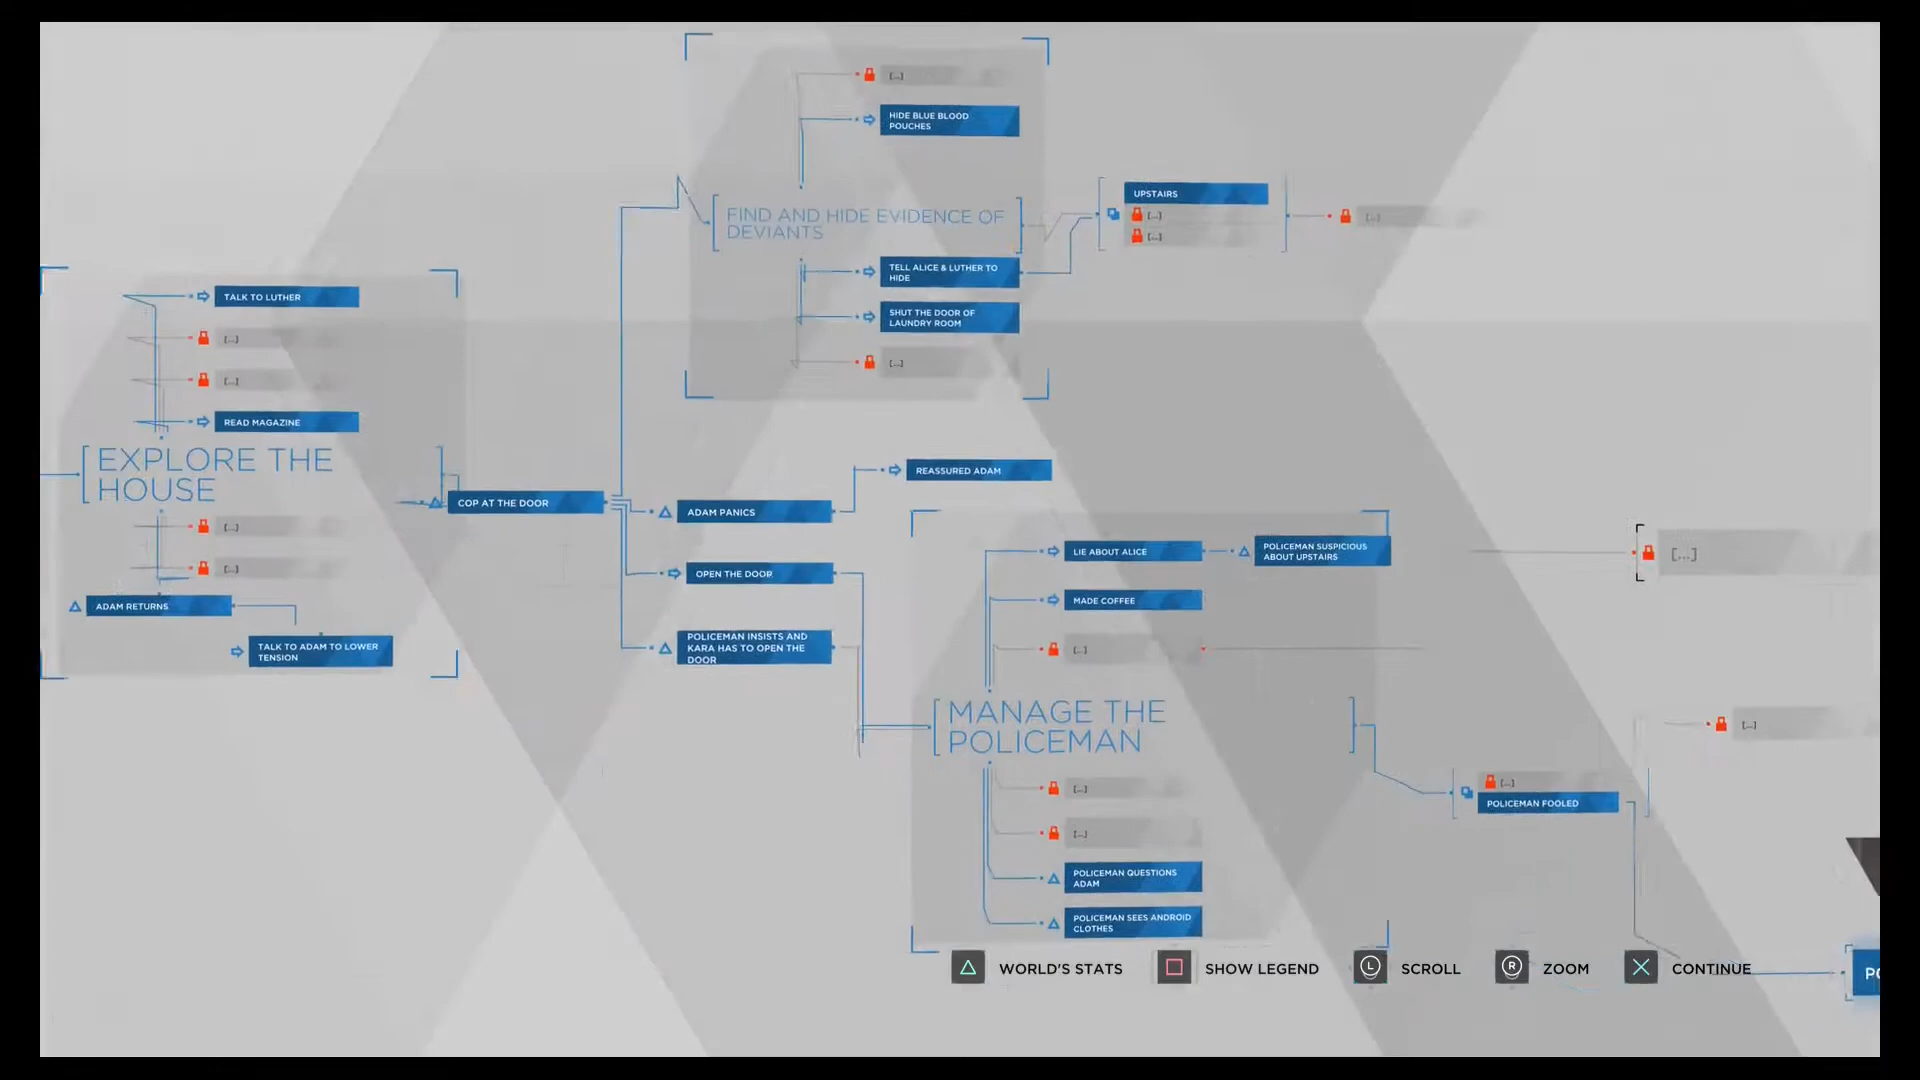 [...]
HIDE BLUE BLOOD
POUCHES
FIND AND HIDE EVIDENCE OF
DEVIANTS
TELL ALICE & LUTHER TO
HIDE
SHUT THE DOOR OF
LAUNDRY ROOM
[...]
UPSTAIRS
[...]
[...]
[...]
TALK TO LUTHER
[...]
[...]
READ MAGAZINE
EXPLORE THE
HOUSE
[...]
[...]
ADAM RETURNS
TALK TO ADAM TO LOWER
TENSION
COP AT THE DOOR
ADAM PANICS
REASSURED ADAM
OPEN THE DOOR
POLICEMAN INSISTS AND
KARA HAS TO OPEN THE
DOOR
LIE ABOUT ALICE
POLICEMAN SUSPICIOUS
ABOUT UPSTAIRS
MADE COFFEE
[...]
MANAGE THE
POLICEMAN
[...]
[...]
POLICEMAN QUESTIONS
ADAM
POLICEMAN SEES ANDROID
CLOTHES
[...]
[...]
[...]
POLICEMAN FOOLED
PO
WORLD'S STATS
SHOW LEGEND
L
SCROLL
R
ZOOM
CONTINUE